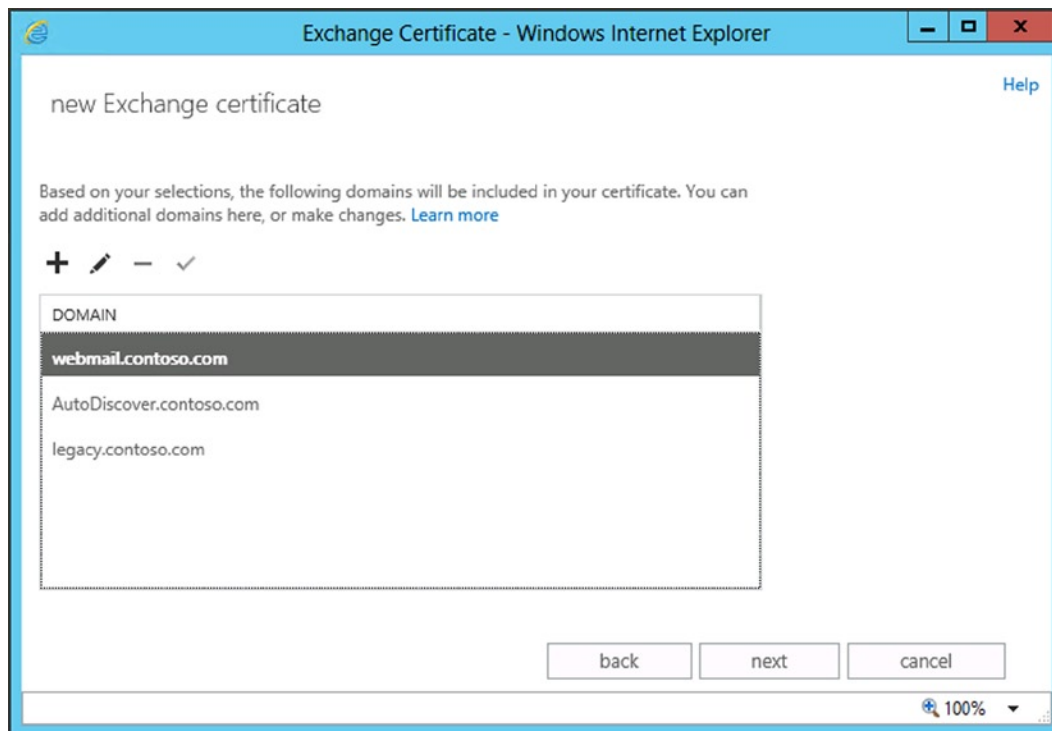 Exchange Certificate - Windows Internet Explorer
Help
new Exchange certificate
Based on your selections, the following domains will be included in your certificate. You can
add additional domains here, or make changes. Learn more
DOMAIN
webmail.contoso.com
AutoDiscover.contoso.com
legacy.contoso.com
back next cancel
100%